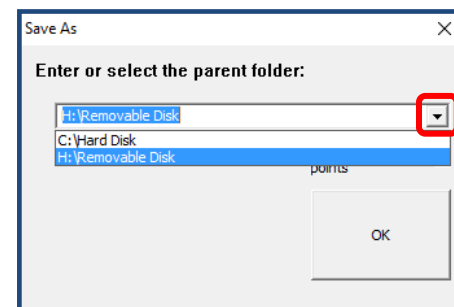 Save As
Enter or select the parent folder:
H:\Removable Disk
C:\Hard Disk
H:\Removable Disk
points
OK